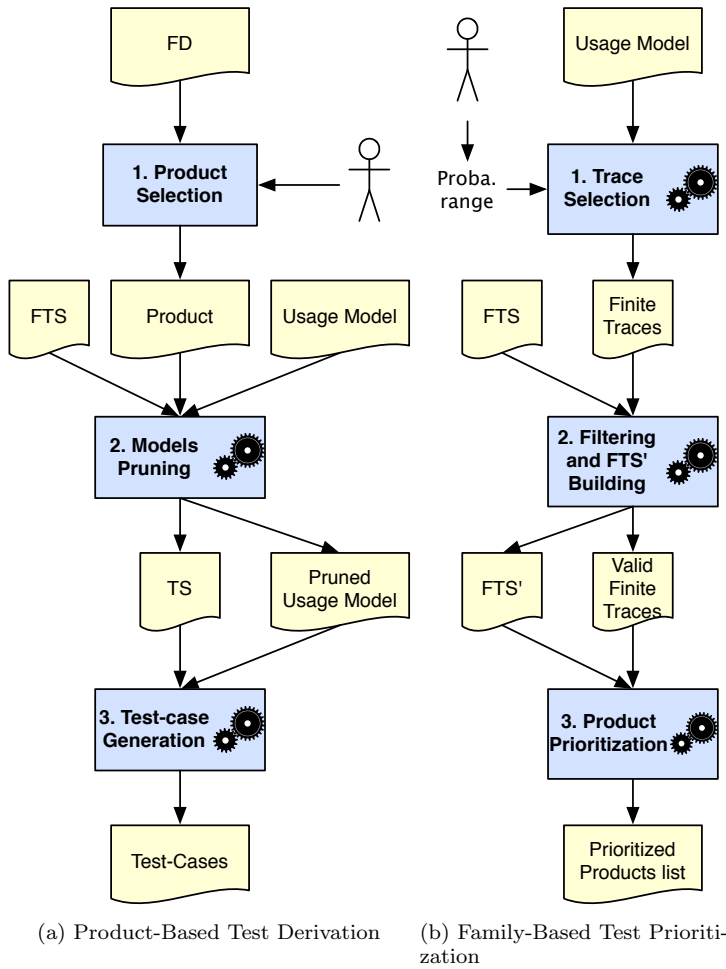 FD
1. Product
Selection
FTS
Product
Usage Model
2. Models
Pruning
TS
Pruned
Usage Model
3. Test-case
Generation
Test-Cases
(a) Product-Based Test Derivation
Usage Model
Proba.
range
1. Trace
Selection
FTS
Finite
Traces
2. Filtering
and FTS'
Building
FTS'
Valid
Finite
Traces
3. Product
Prioritization
Prioritized
Products list
(b) Family-Based Test Prioriti-
zation